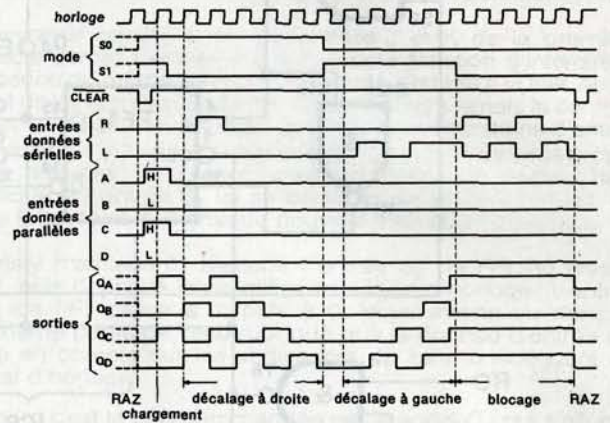 horloge
mode
S0
S1
CLEAR
entrées
données
sérielles
R
L
entrées
données
parallèles
A
H
B
L
C
H
D
L
sorties
QA
QB
QC
QD
RAZ
chargement
décalage à droite
décalage à gauche
blocage
RAZ